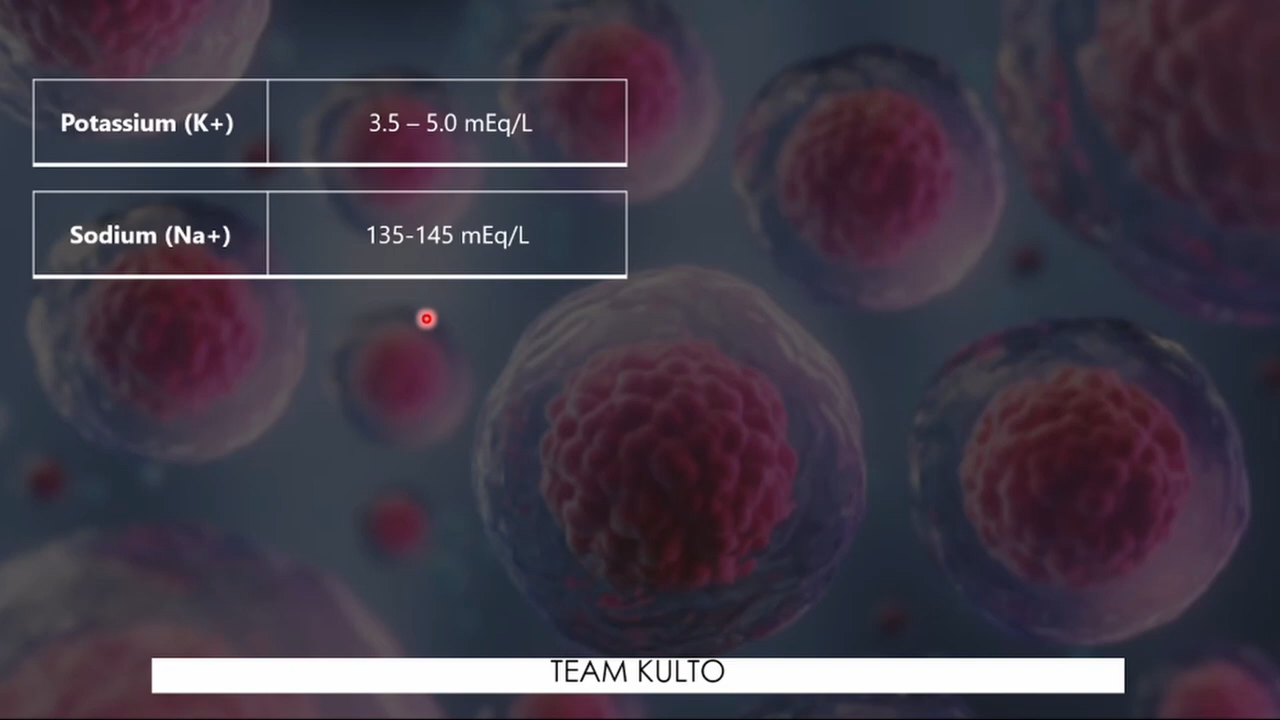 Potassium (K+) 3.5 – 5.0 mEq/L
Sodium (Na+) 135-145 mEq/L
TEAM KULTO